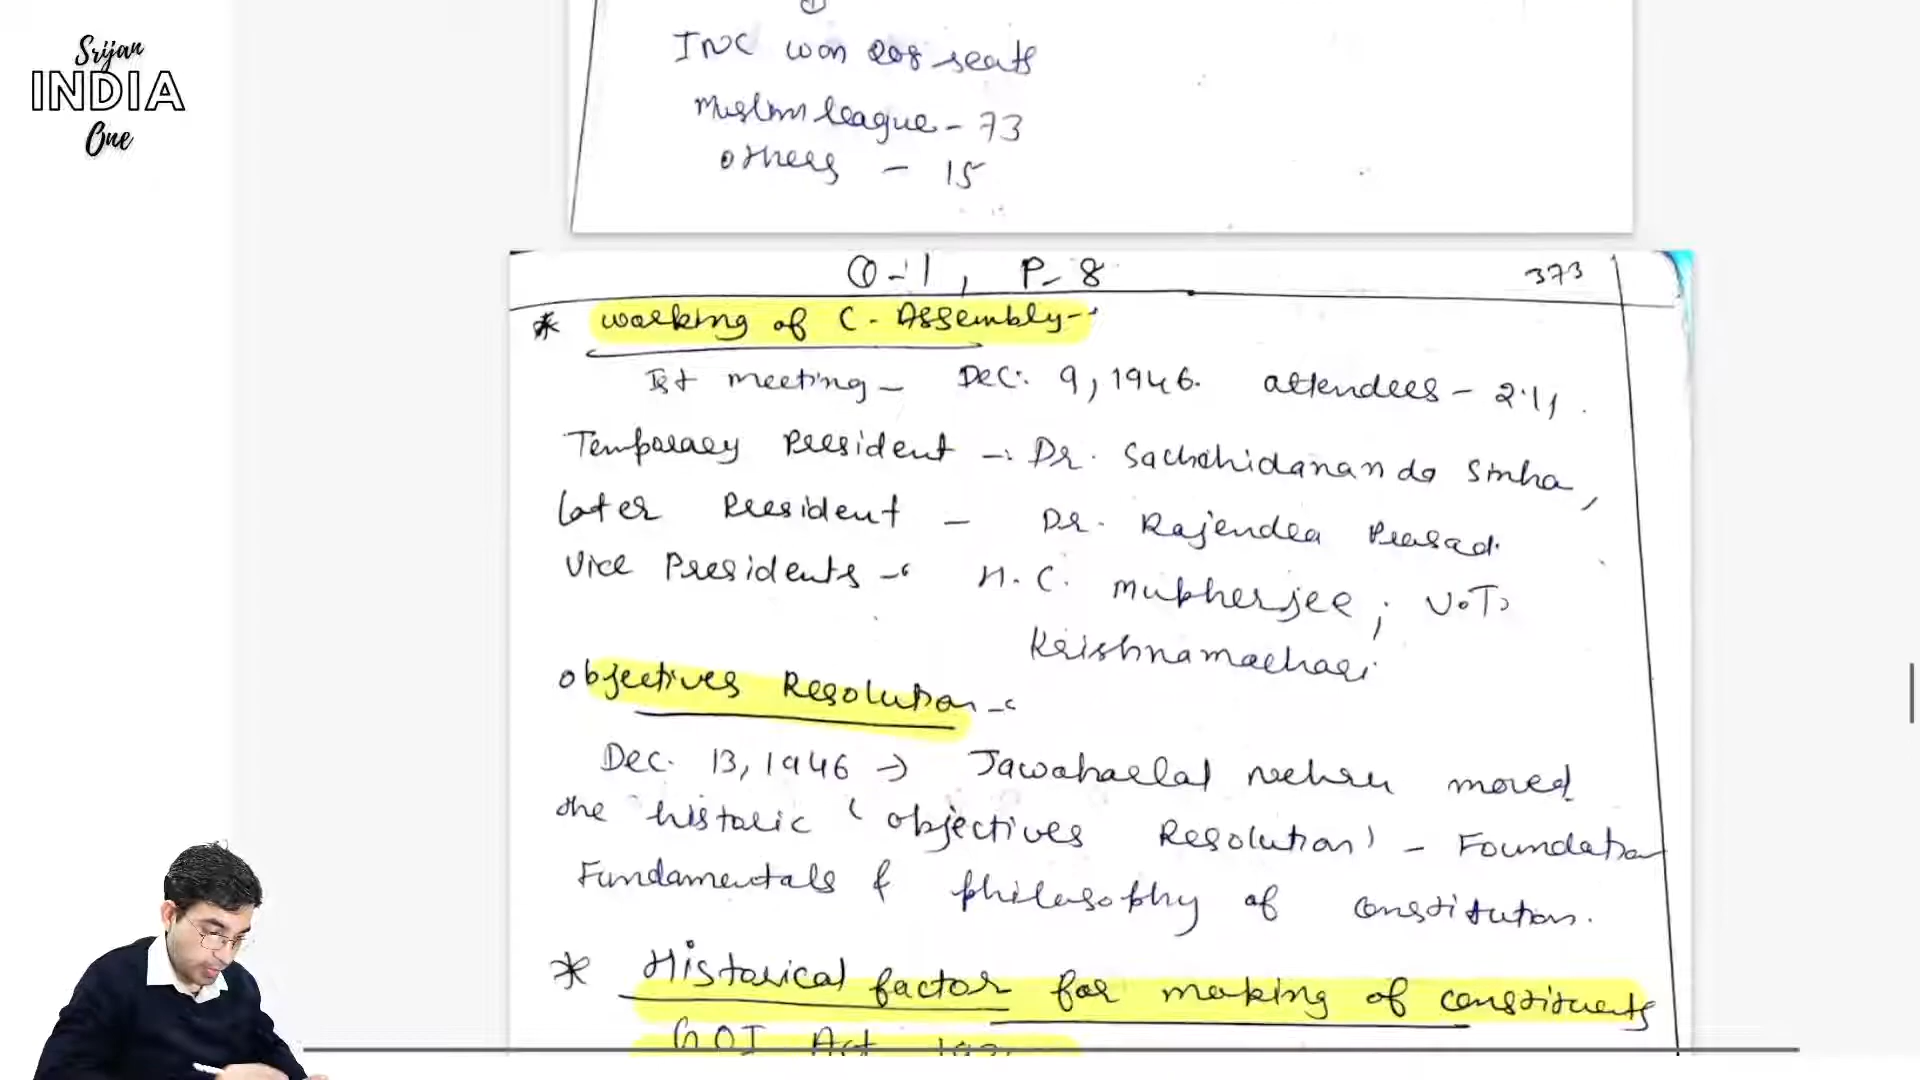 Srijan
INDIA
One
INC won 208 seats
Muslim league - 73
others - 15
Q-1, P-8
373
* Working of C. Assembly-
Ist meeting - Dec. 9, 1946. attendees - 211.
Temporary President -: Dr. Sachchidananda Sinha,
Later President - Dr. Rajendra Prasad.
Vice Presidents - H.C. Mukherjee; V.T.
Krishnamachari
Objectives Resolution -
Dec. 13, 1946 → Jawaharlal Nehru moved
the historic 'objectives Resolution' - Foundation
Fundamentals & philosophy of constitution.
* Historical factor for making of constituents
GOI Act